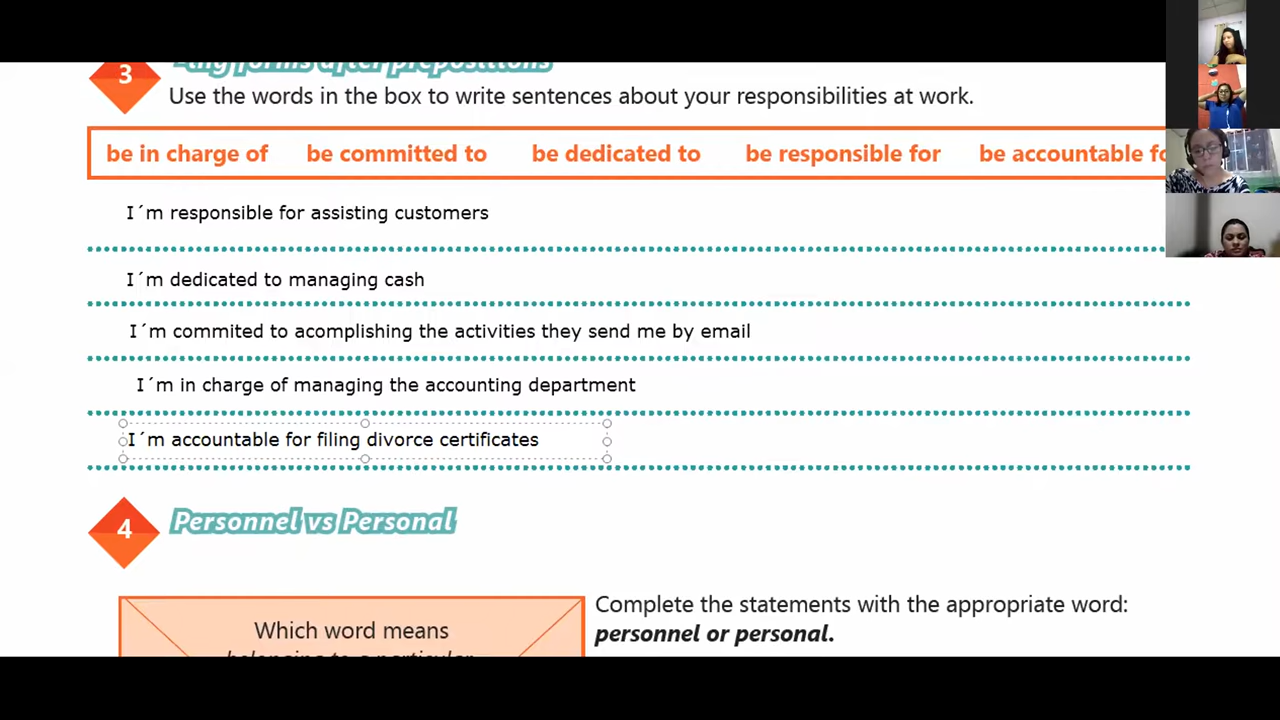 3
-ing forms after prepositions
Use the words in the box to write sentences about your responsibilities at work.
be in charge of be committed to be dedicated to be responsible for be accountable fo
I´m responsible for assisting customers
I´m dedicated to managing cash
I´m commited to acomplishing the activities they send me by email
I´m in charge of managing the accounting department
I´m accountable for filing divorce certificates
4
Personnel vs Personal
Which word means
belonging to a particular
Complete the statements with the appropriate word:
personnel or personal.